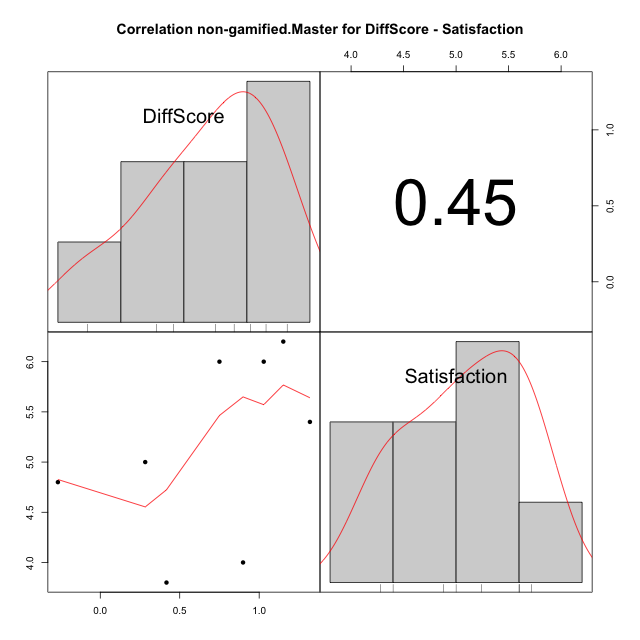 Correlation non-gamified.Master for DiffScore - Satisfaction
4.0 4.5 5.0 5.5 6.0
DiffScore
0.45
1.0
0.5
0.0
Satisfaction
6.0
5.5
5.0
4.5
4.0
0.0 0.5 1.0